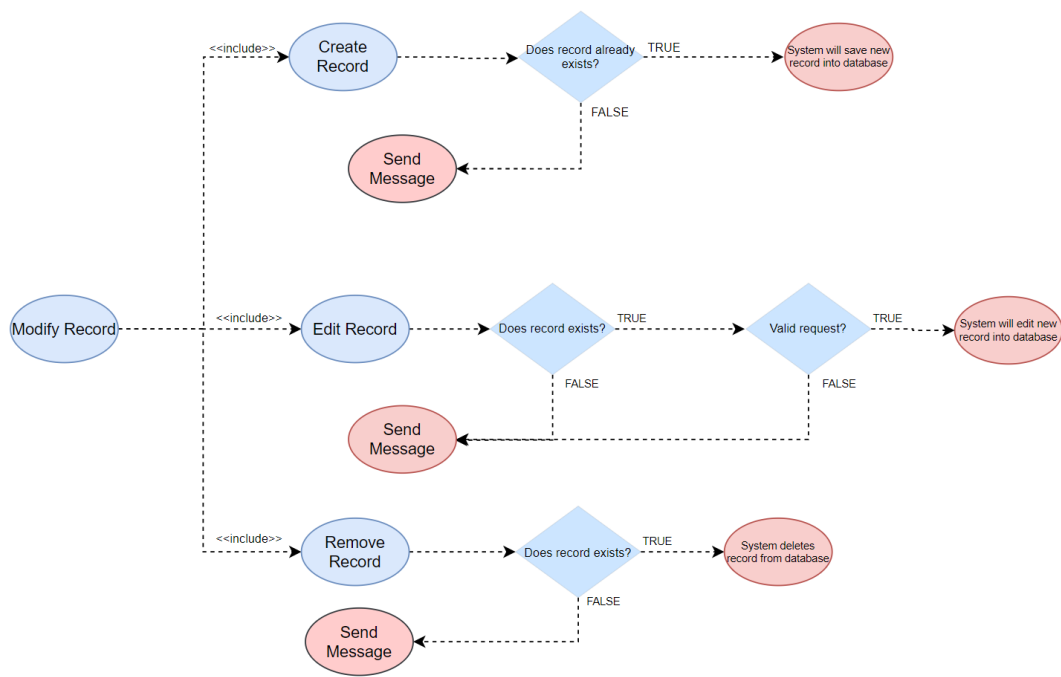 <<include>>
Create
Record
Does record already
exists?
TRUE
System will save new
record into database
FALSE
Send
Message
Modify Record
<<include>>
Edit Record
Does record exists?
TRUE
Valid request?
TRUE
System will edit new
record into database
FALSE
FALSE
Send
Message
<<include>>
Remove
Record
Does record exists?
TRUE
System deletes
record from database
FALSE
Send
Message